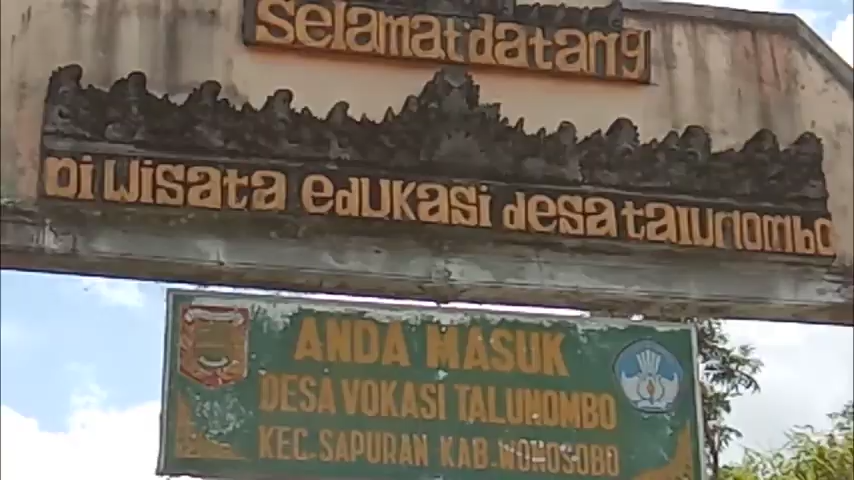 Selamat datang
Di Wisata edukasi desa talunombo
ANDA MASUK
DESA VOKASI TALUNOMBO
KEC. SAPURAN KAB. WONOSOBO